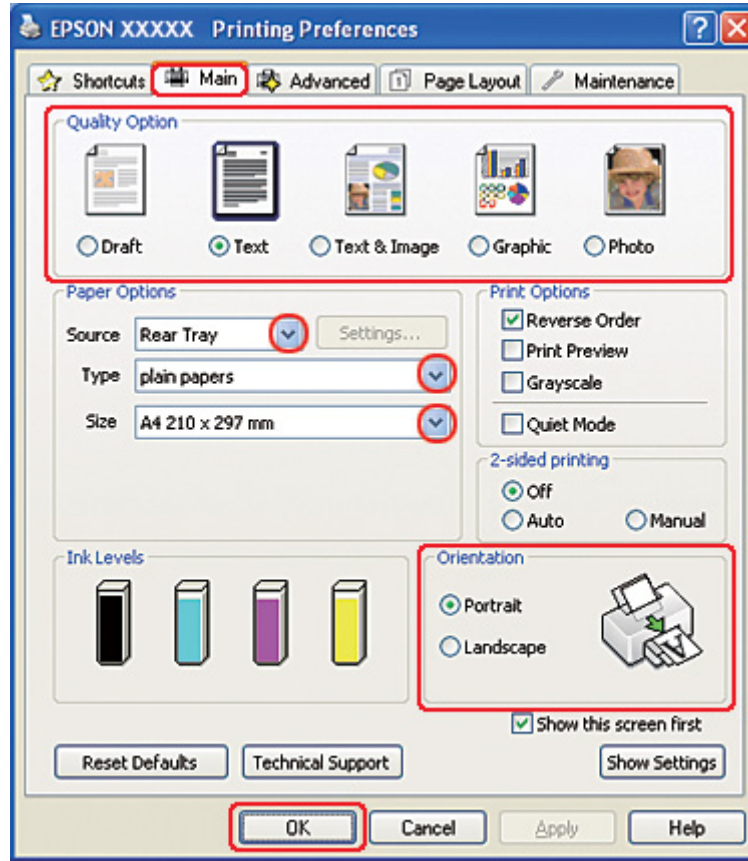 EPSON XXXXX Printing Preferences
Shortcuts Main Advanced Page Layout Maintenance
Quality Option
Draft Text Text & Image Graphic Photo
Paper Options
Source Rear Tray Settings...
Type plain papers
Size A4 210 x 297 mm
Print Options
Reverse Order
Print Preview
Grayscale
Quiet Mode
2-sided printing
Off
Auto Manual
Ink Levels
Orientation
Portrait
Landscape
Show this screen first
Reset Defaults Technical Support Show Settings
OK Cancel Apply Help